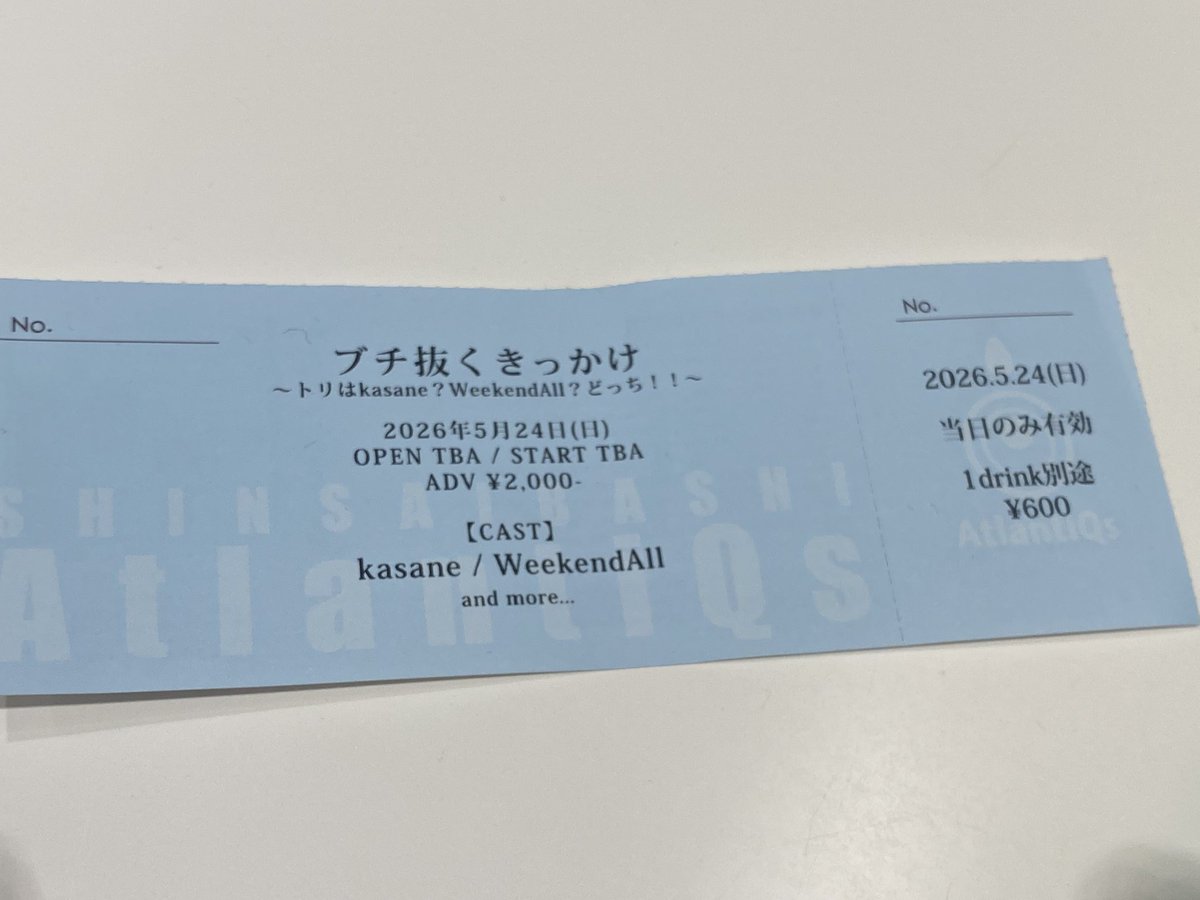 No.
ブチ抜くきっかけ
～トリはkasane？WeekendAll？どっち！！～
2026年5月24日(日)
OPEN TBA / START TBA
ADV ¥2,000-
【CAST】
kasane / WeekendAll
and more...
SHINSAIBASHI
AtlantiQs
No.
2026.5.24(日)
当日のみ有効
1drink別途
¥600
AtlantiQs